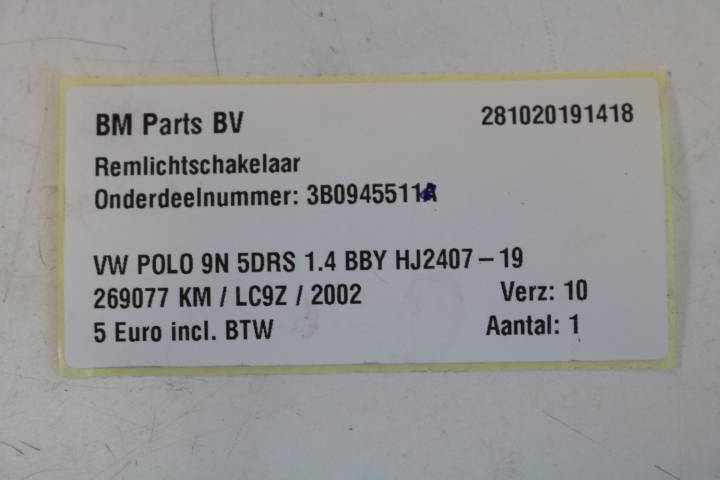 BM Parts BV 281020191418
Remlichtschakelaar
Onderdeelnummer: 3B0945511A
VW POLO 9N 5DRS 1.4 BBY HJ2407-19
269077 KM / LC9Z / 2002 Verz: 10
5 Euro incl. BTW Aantal: 1